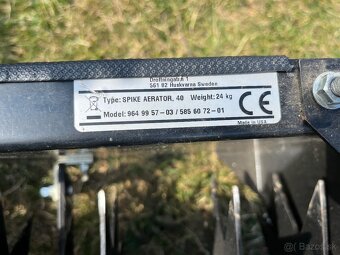 Drottninggatan 1
561 82 Huskvarna Sweden
Type: SPIKE AERATOR, 40 Weight: 24 kg
Model: 964 99 57-03 / 585 60 72-01
CE
Made in USA
bazos.sk